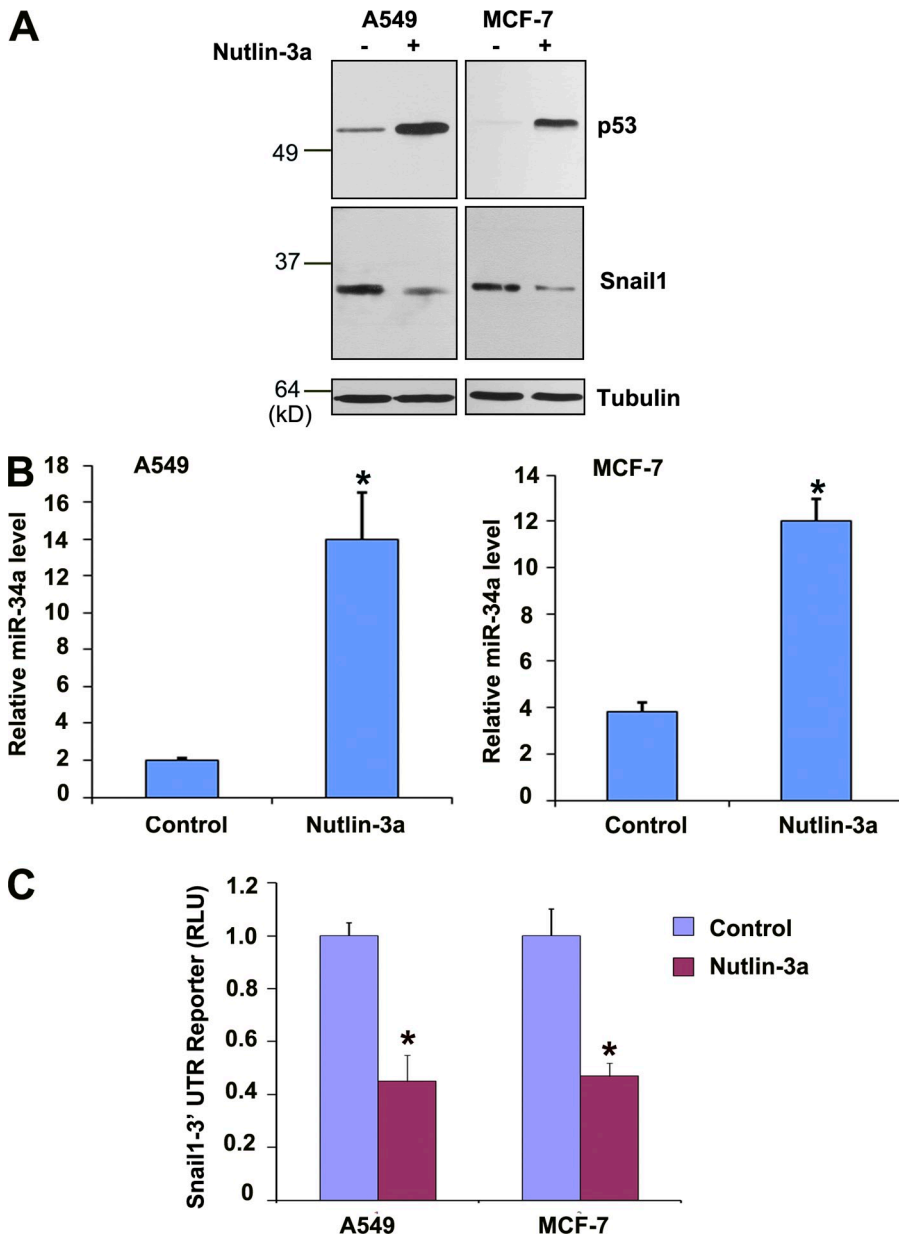 A
A549 MCF-7
Nutlin-3a - + - +
p53
49
37
Snail1
64
(kD)
Tubulin
B
A549
Relative miR-34a level
18
16
14
12
10
8
6
4
2
0
Control Nutlin-3a
MCF-7
Relative miR-34a level
14
12
10
8
6
4
2
0
Control Nutlin-3a
*
*
C
Snail1-3' UTR Reporter (RLU)
1.2
1.0
0.8
0.6
0.4
0.2
0
*
*
A549 MCF-7
Control
Nutlin-3a